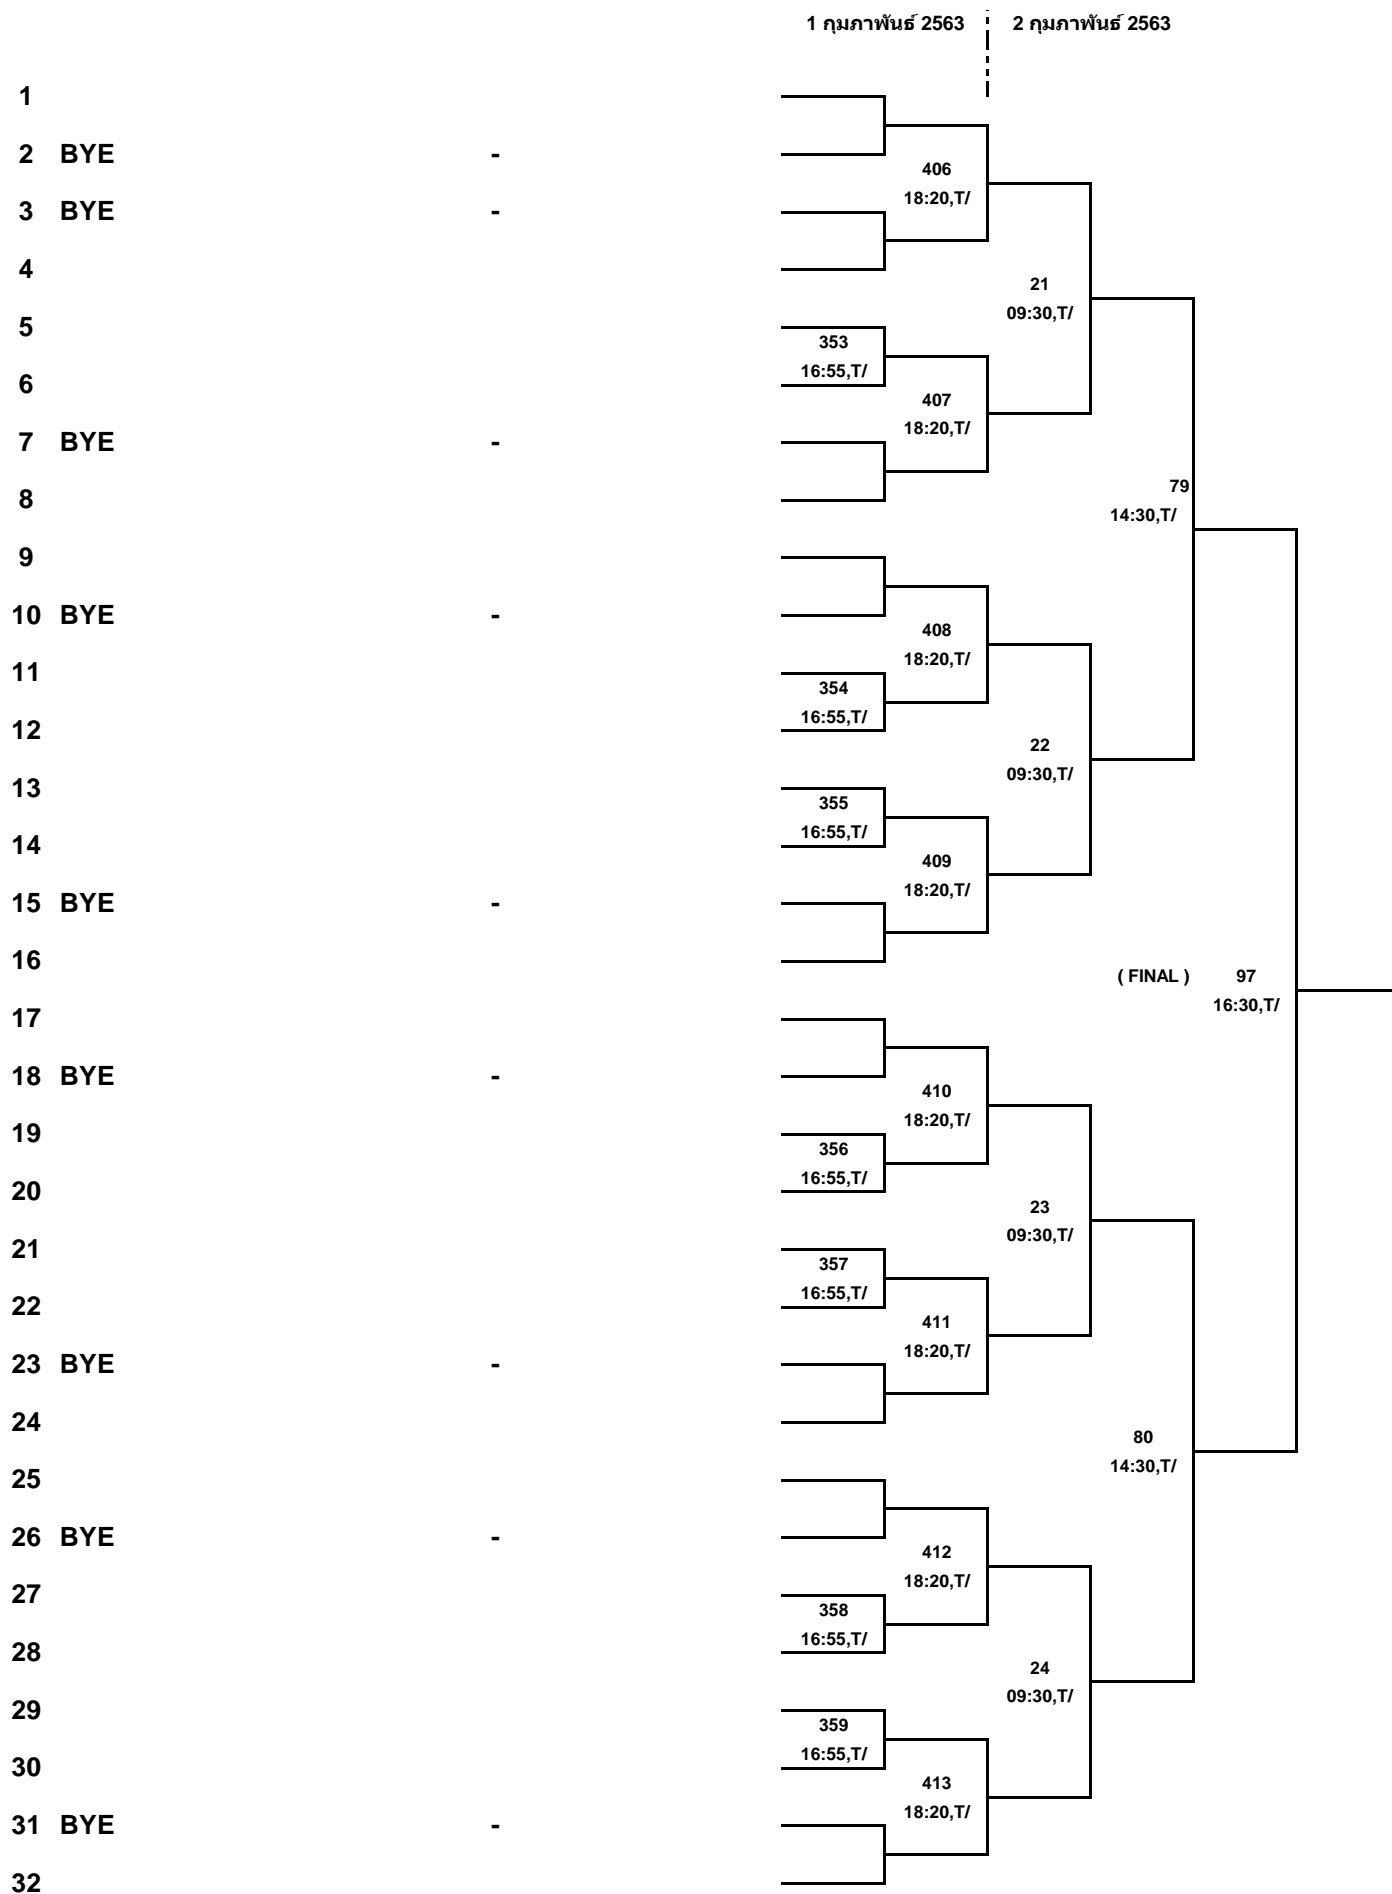 1 กุมภาพันธ์ 2563 2 กุมภาพันธ์ 2563
1
2 BYE -
406
18:20,T/
3 BYE -
4
21
09:30,T/
5
353
16:55,T/
6
407
18:20,T/
7 BYE -
79
14:30,T/
8
9
10 BYE -
408
18:20,T/
11
354
16:55,T/
12
22
09:30,T/
13
355
16:55,T/
14
409
18:20,T/
15 BYE -
16
( FINAL ) 97
16:30,T/
17
18 BYE -
410
18:20,T/
19
356
16:55,T/
20
23
09:30,T/
21
357
16:55,T/
22
411
18:20,T/
23 BYE -
24
80
14:30,T/
25
26 BYE -
412
18:20,T/
27
358
16:55,T/
28
24
09:30,T/
29
359
16:55,T/
30
413
18:20,T/
31 BYE -
32